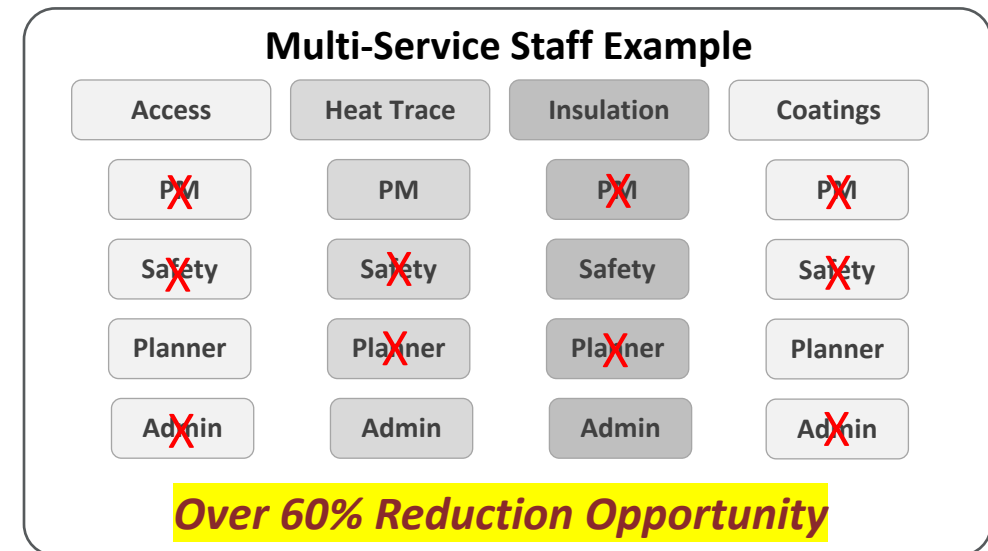 Multi-Service Staff Example
Access Heat Trace Insulation Coatings
PM PM PM PM
Safety Safety Safety Safety
Planner Planner Planner Planner
Admin Admin Admin Admin
Over 60% Reduction Opportunity